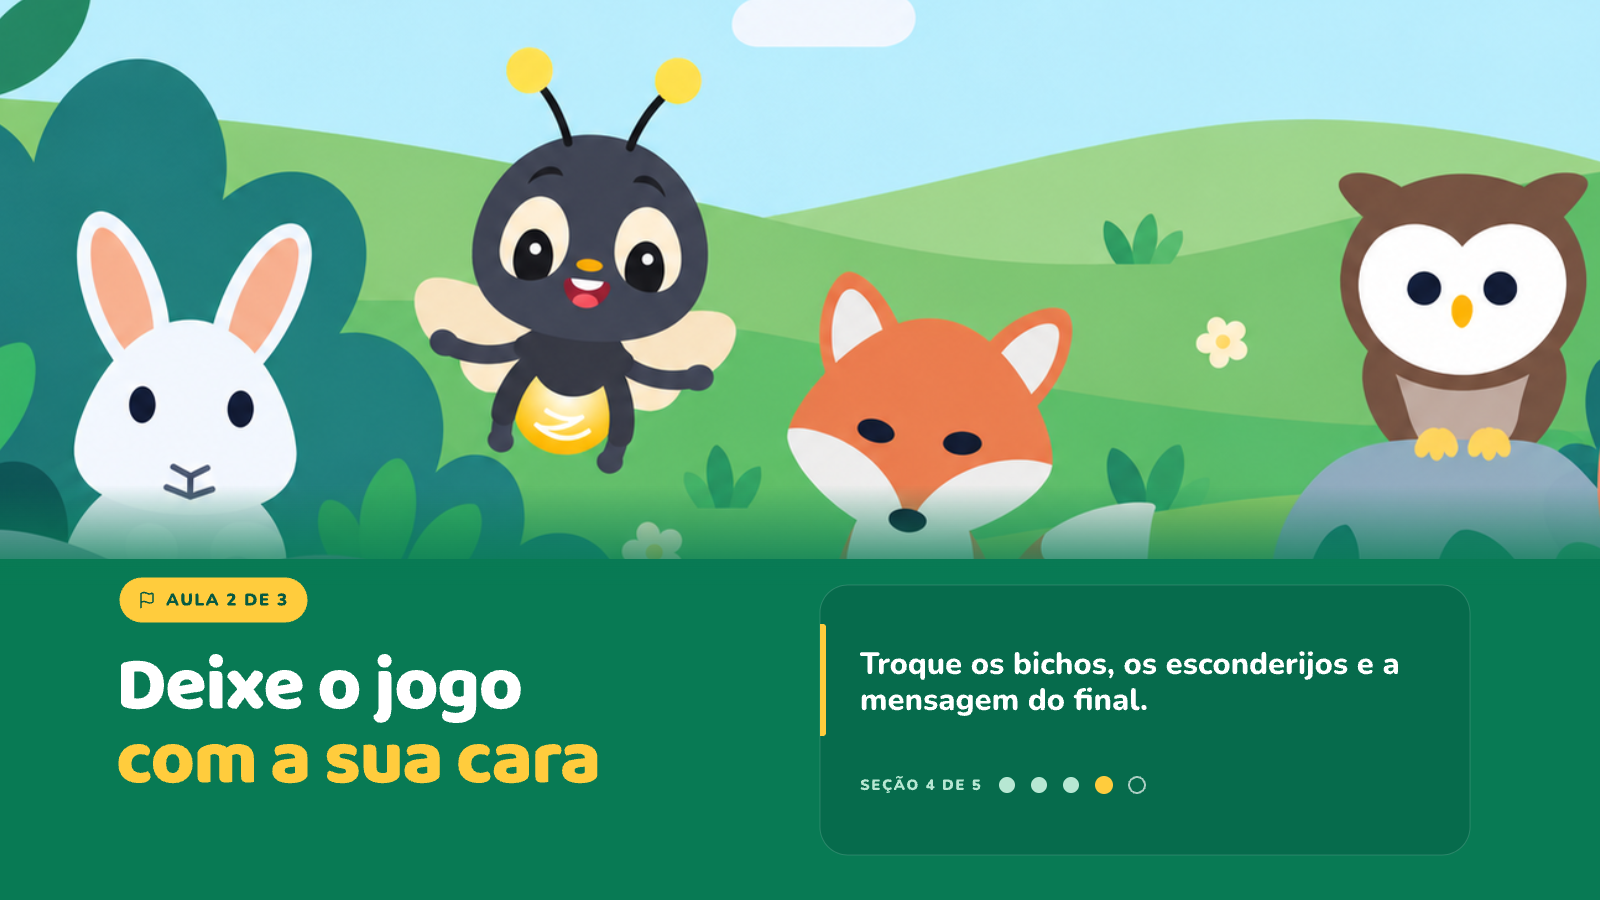 AULA 2 DE 3
Deixe o jogo
com a sua cara
Troque os bichos, os esconderijos e a
mensagem do final.
SEÇÃO 4 DE 5